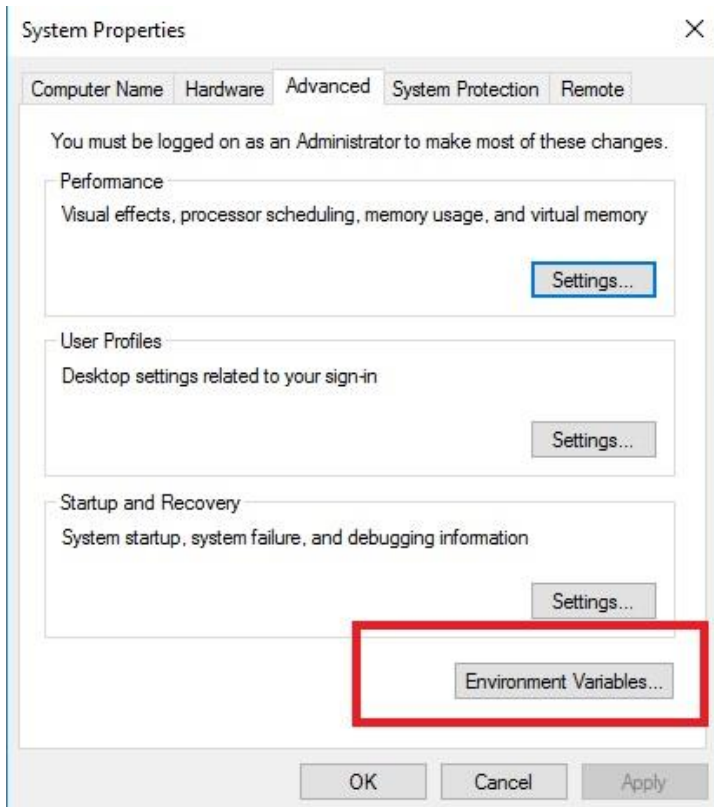 System Properties
Computer Name Hardware Advanced System Protection Remote
You must be logged on as an Administrator to make most of these changes.
Performance
Visual effects, processor scheduling, memory usage, and virtual memory
Settings...
User Profiles
Desktop settings related to your sign-in
Settings...
Startup and Recovery
System startup, system failure, and debugging information
Settings...
Environment Variables...
OK Cancel Apply